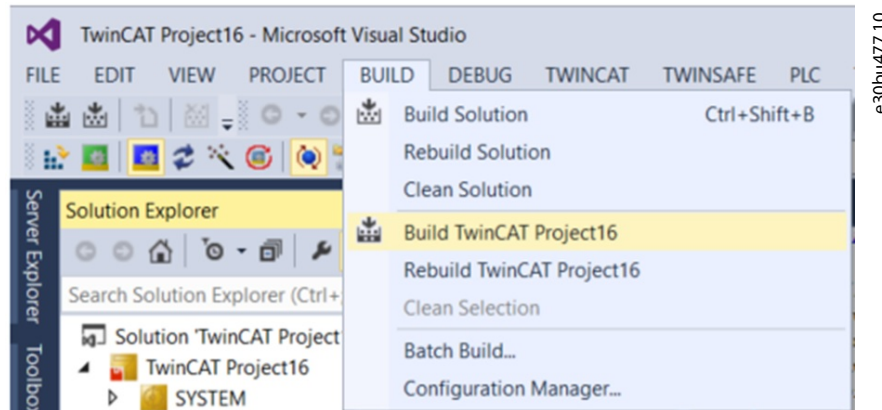 TwinCAT Project16 - Microsoft Visual Studio
FILE EDIT VIEW PROJECT BUILD DEBUG TWINCAT TWINSAFE PLC
Build Solution Ctrl+Shift+B
Rebuild Solution
Clean Solution
Build TwinCAT Project16
Rebuild TwinCAT Project16
Clean Selection
Batch Build...
Configuration Manager...
Server Explorer
Toolbox
Solution Explorer
Search Solution Explorer (Ctrl+
Solution 'TwinCAT Project
TwinCAT Project16
SYSTEM
e30bu477.10